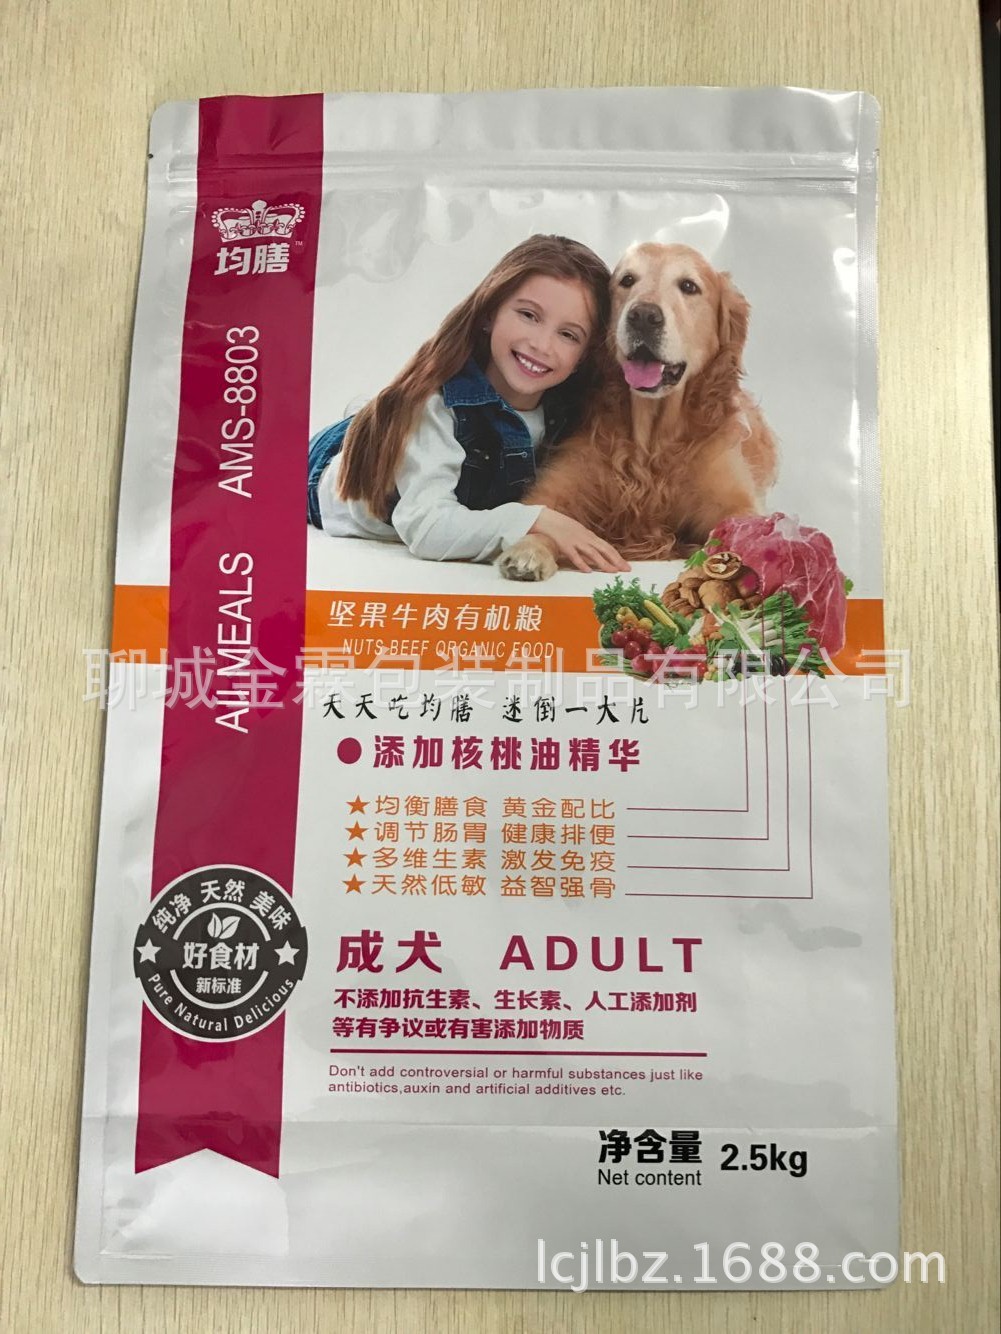 均膳™
AllMEALS AMS-8803
坚果牛肉有机粮
NUTS BEEF ORGANIC FOOD
聊城金霖包装制品有限公司
天天吃均膳 迷倒一大片
●添加核桃油精华
★均衡膳食 黄金配比
★调节肠胃 健康排便
★多维生素 激发免疫
★天然低敏 益智强骨
纯净 天然 美味
好食材
新标准
Pure Natural Delicious
成犬 ADULT
不添加抗生素、生长素、人工添加剂
等有争议或有害添加物质
Don't add controversial or harmful substances just like
antibiotics,auxin and artificial additives etc.
净含量 2.5kg
Net content
lcjlbz.1688.com